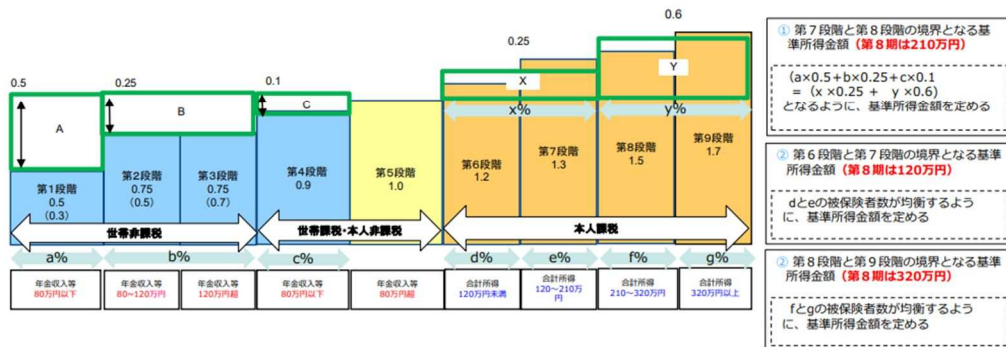 0.5
0.25
0.1
0.25
0.6
A
B
C
X
Y
x%
y%
第1段階
0.5
(0.3)
第2段階
0.75
(0.5)
第3段階
0.75
(0.7)
第4段階
0.9
第5段階
1.0
第6段階
1.2
第7段階
1.3
第8段階
1.5
第9段階
1.7
世帯非課税
世帯課税・本人非課税
本人課税
a%
b%
c%
d%
e%
f%
g%
年金収入等
80万円以下
年金収入等
80~120万円
年金収入等
120万円超
年金収入等
80万円以下
年金収入等
80万円超
合計所得
120万円未満
合計所得
120~210万
円
合計所得
210~320万円
合計所得
320万円以上
① 第7段階と第8段階の境界となる基
準所得金額(第8期は210万円)
(a×0.5+b×0.25+c×0.1
=(x ×0.25 + y ×0.6)
となるように、基準所得金額を定める
② 第6段階と第7段階の境界となる基準
所得金額(第8期は120万円)
dとeの被保険者数が均衡するよう
に、基準所得金額を定める
② 第8段階と第9段階の境界となる基準
所得金額(第8期は320万円)
fとgの被保険者数が均衡するよう
に、基準所得金額を定める